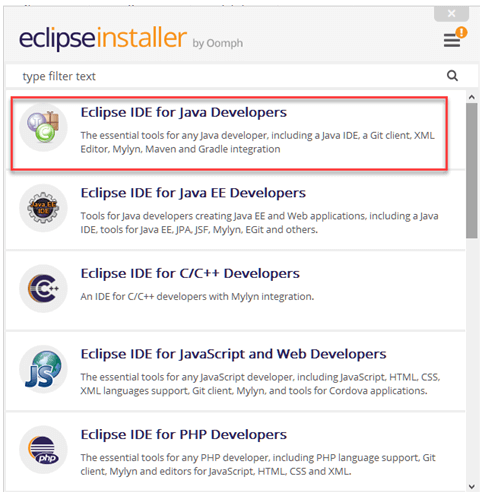 eclipseinstaller by Oomph
!
type filter text
Eclipse IDE for Java Developers
The essential tools for any Java developer, including a Java IDE, a Git client, XML
Editor, Mylyn, Maven and Gradle integration
Java EE
IDE
Eclipse IDE for Java EE Developers
Tools for Java developers creating Java EE and Web applications, including a Java
IDE, tools for Java EE, JPA, JSF, Mylyn, EGit and others.
C
Eclipse IDE for C/C++ Developers
An IDE for C/C++ developers with Mylyn integration.
JS
Eclipse IDE for JavaScript and Web Developers
The essential tools for any JavaScript developer, including JavaScript, HTML, CSS,
XML languages support, Git client, Mylyn, and tools for Cordova applications.
php
Eclipse IDE for PHP Developers
The essential tools for any PHP developer, including PHP language support, Git
client, Mylyn and editors for JavaScript, HTML, CSS and XML.